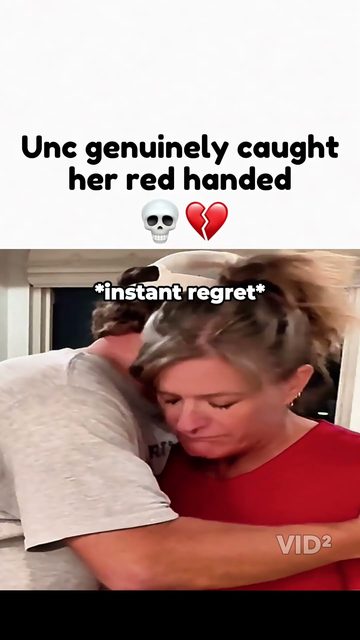 Unc genuinely caught
her red handed
💀💔
*instant regret*
VID²